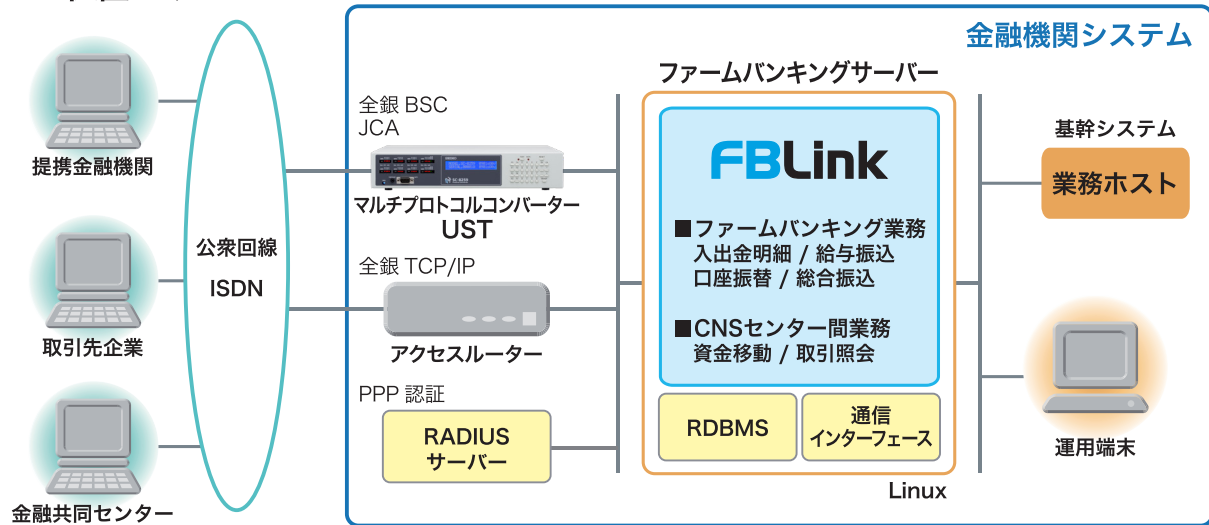 金融機関システム
提携金融機関
取引先企業
金融共同センター
公衆回線
ISDN
全銀 BSC
JCA
マルチプロトコルコンバーター
UST
全銀 TCP/IP
アクセスルーター
PPP 認証
RADIUS
サーバー
ファームバンキングサーバー
FBLink
■ファームバンキング業務
入出金明細 / 給与振込
口座振替 / 総合振込
■CNSセンター間業務
資金移動 / 取引照会
RDBMS
通信
インターフェース
Linux
基幹システム
業務ホスト
運用端末